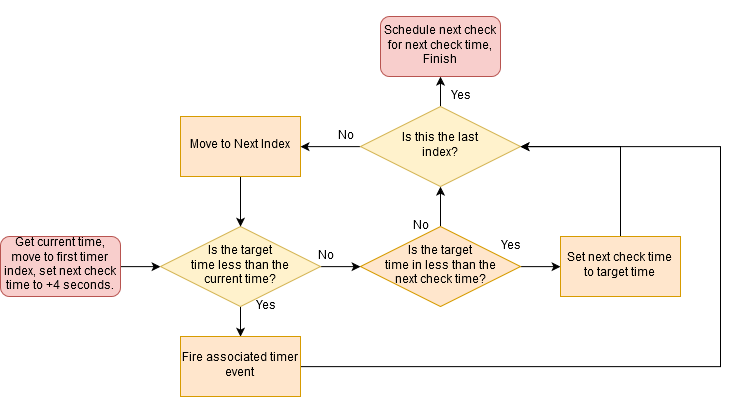 Schedule next check
for next check time,
Finish
Yes
Is this the last
index?
No
Move to Next Index
Get current time,
move to first timer
index, set next check
time to +4 seconds.
Is the target
time less than the
current time?
No
Is the target
time in less than the
next check time?
No
Yes
Set next check time
to target time
Yes
Fire associated timer
event